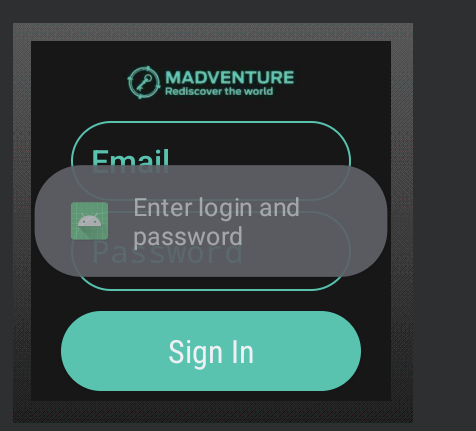 MADVENTURE
Rediscover the world
Email
Enter login and
password
Password
Sign In